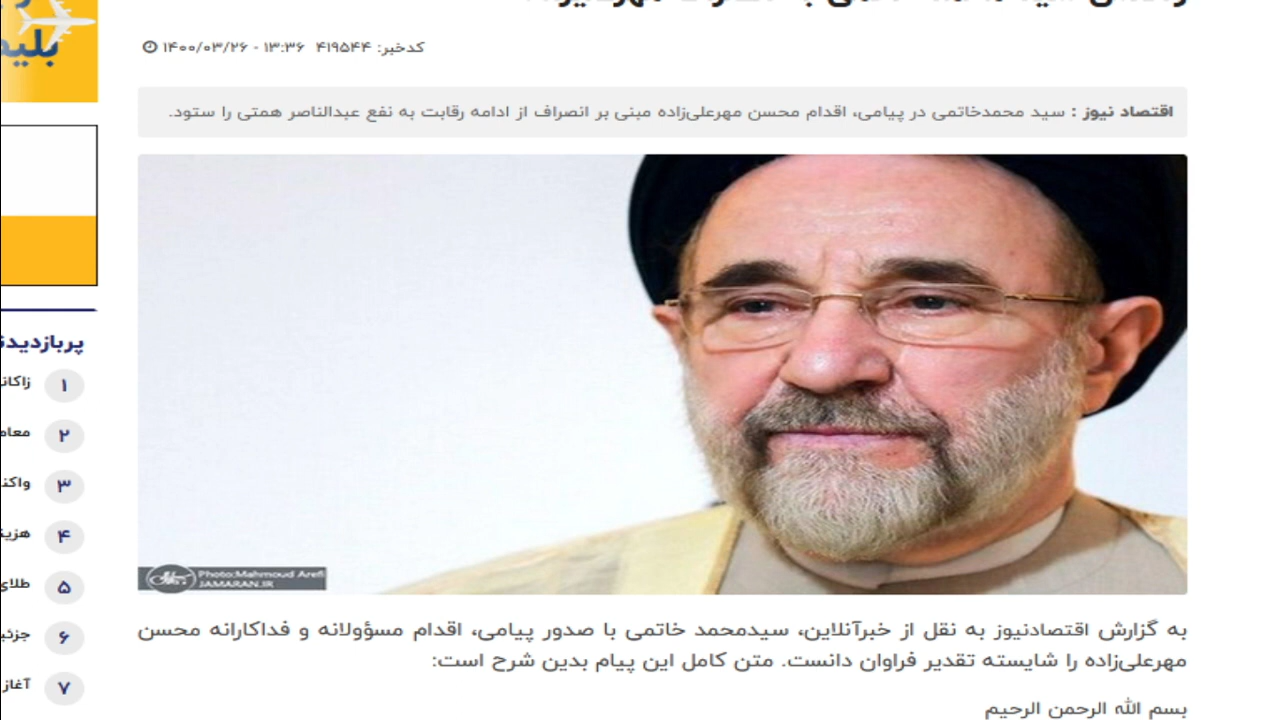 کدخبر: ۴۱۹۵۴۴ ۱۴۰۰/۰۳/۲۶ - ۱۳:۳۶
اقتصاد نیوز : سید محمدخاتمی در پیامی، اقدام محسن مهرعلی‌زاده مبنی بر انصراف از ادامه رقابت به نفع عبدالناصر همتی را ستود.
Photo:Mahmoud Arefi
JAMARAN.IR
به گزارش اقتصادنیوز به نقل از خبرآنلاین، سیدمحمد خاتمی با صدور پیامی، اقدام مسؤولانه و فداکارانه محسن
مهرعلی‌زاده را شایسته تقدیر فراوان دانست. متن کامل این پیام بدین شرح است:
بسم الله الرحمن الرحیم
۱
۲
۳
۴
۵ طلای
۶
۷ آغاز